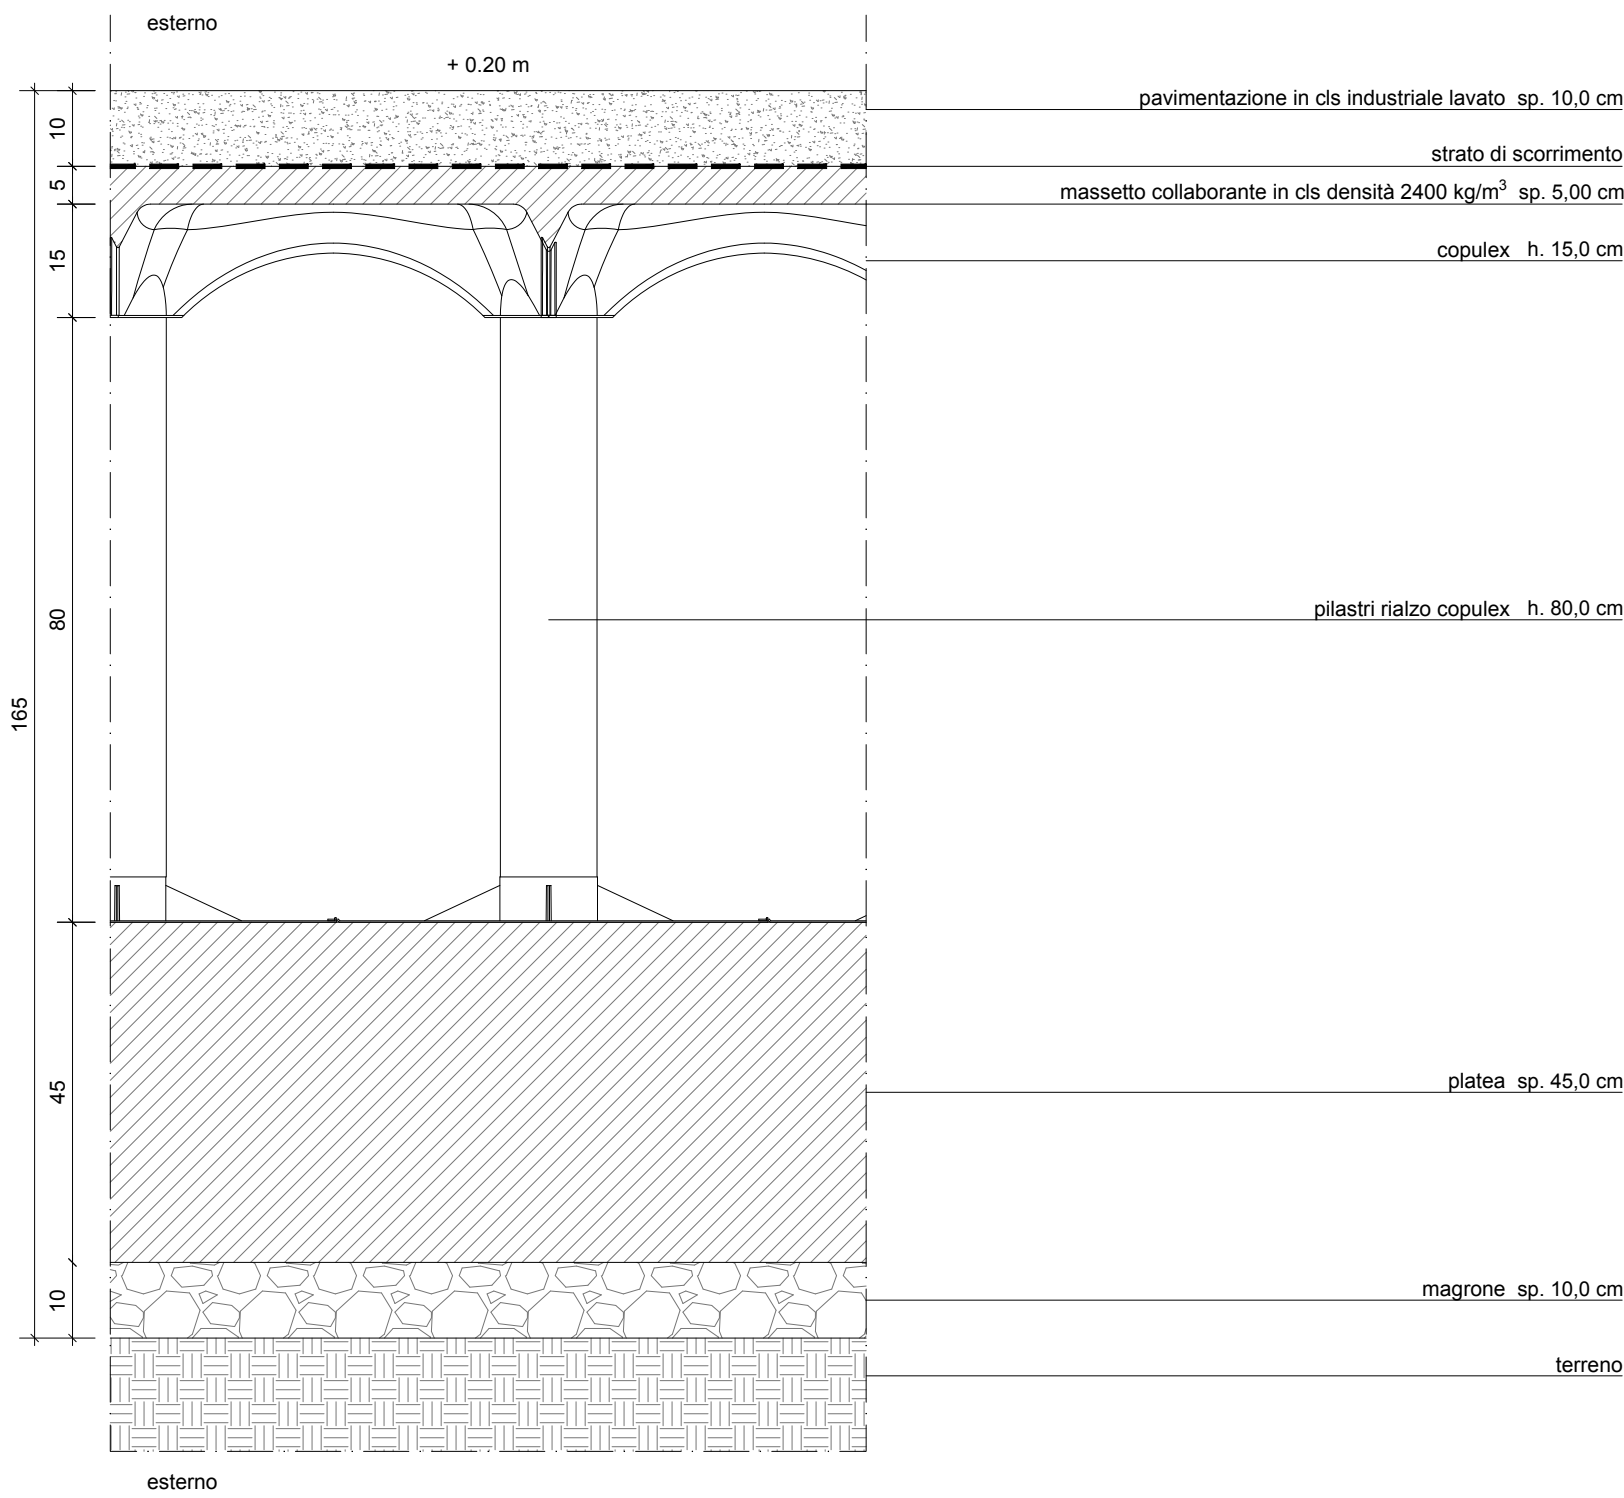 esterno
+ 0.20 m
pavimentazione in cls industriale lavato sp. 10,0 cm
10
strato di scorrimento
5
massetto collaborante in cls densità 2400 kg/m³ sp. 5,00 cm
15
copulex h. 15,0 cm
80
pilastri rialzo copulex h. 80,0 cm
165
45
platea sp. 45,0 cm
10
magrone sp. 10,0 cm
terreno
esterno